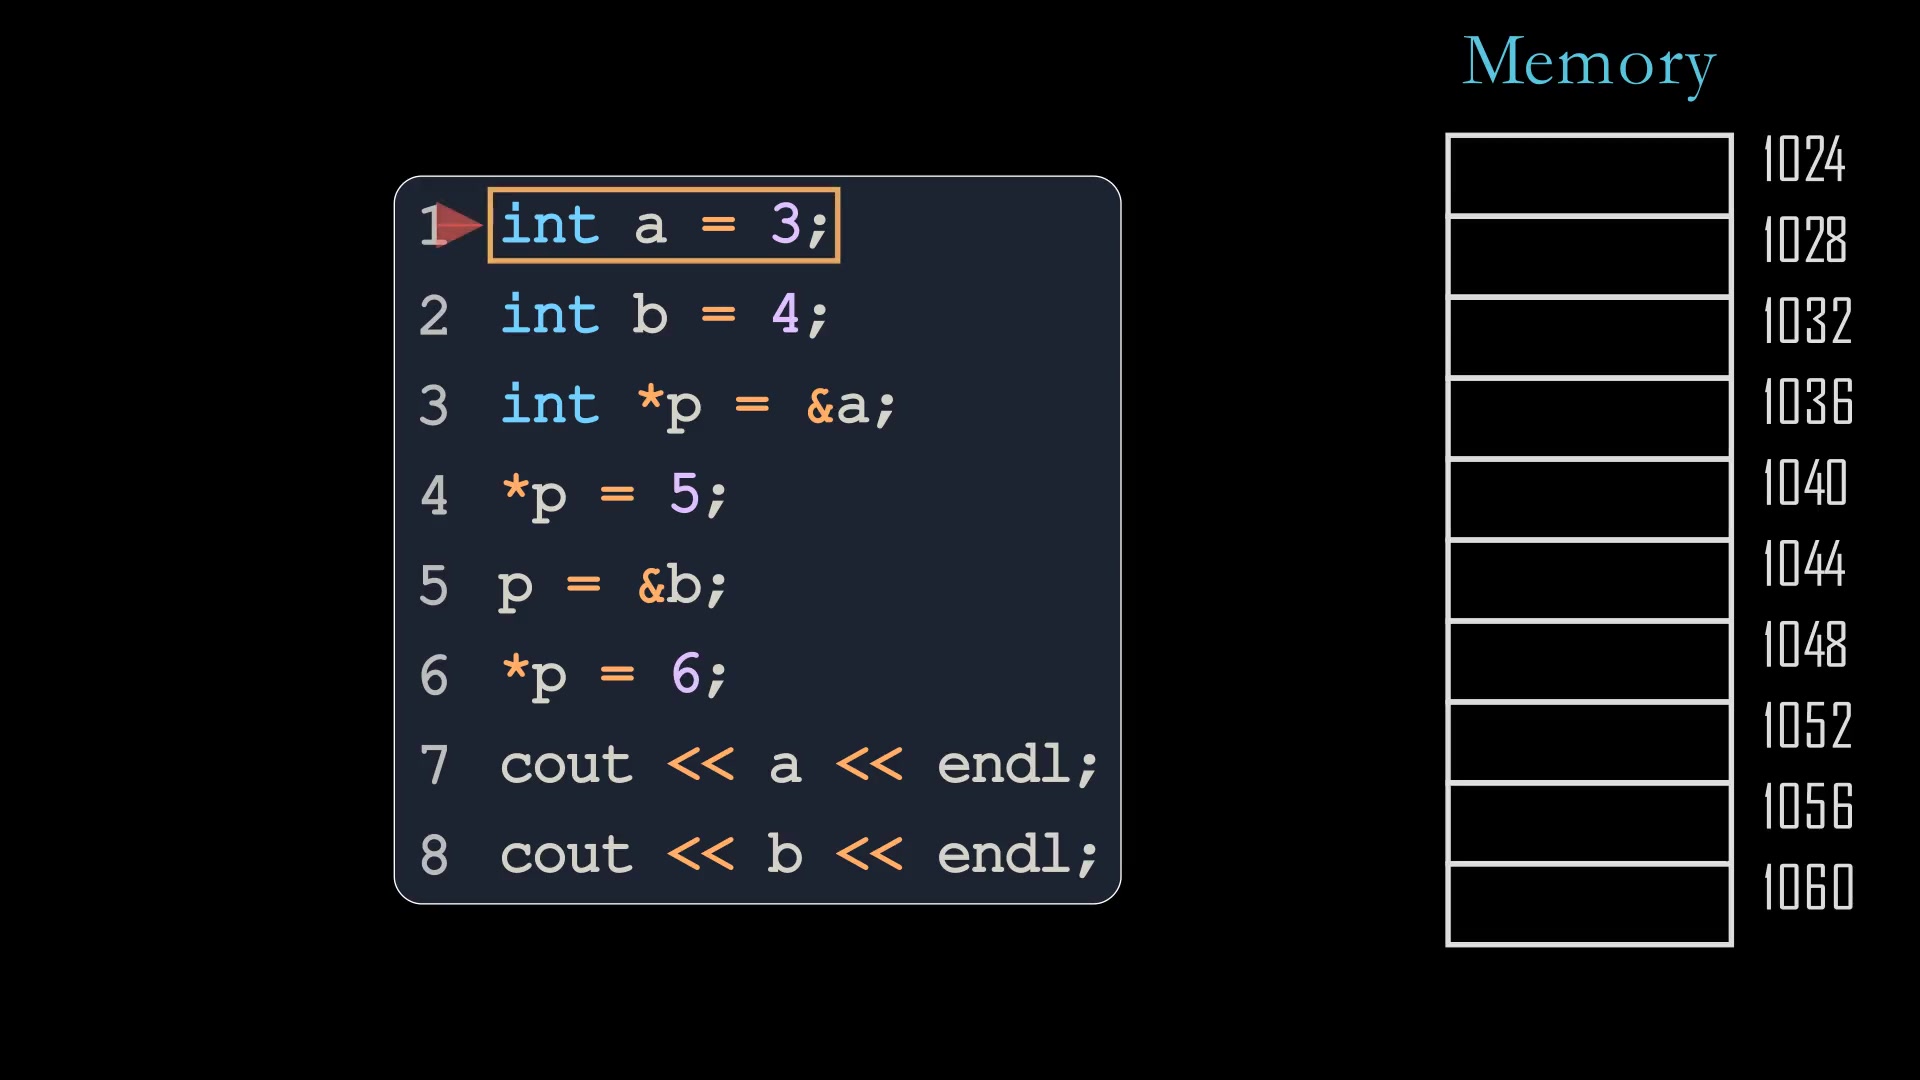 Memory
1 int a = 3;
2 int b = 4;
3 int *p = &a;
4 *p = 5;
5 p = &b;
6 *p = 6;
7 cout << a << endl;
8 cout << b << endl;
1024
1028
1032
1036
1040
1044
1048
1052
1056
1060